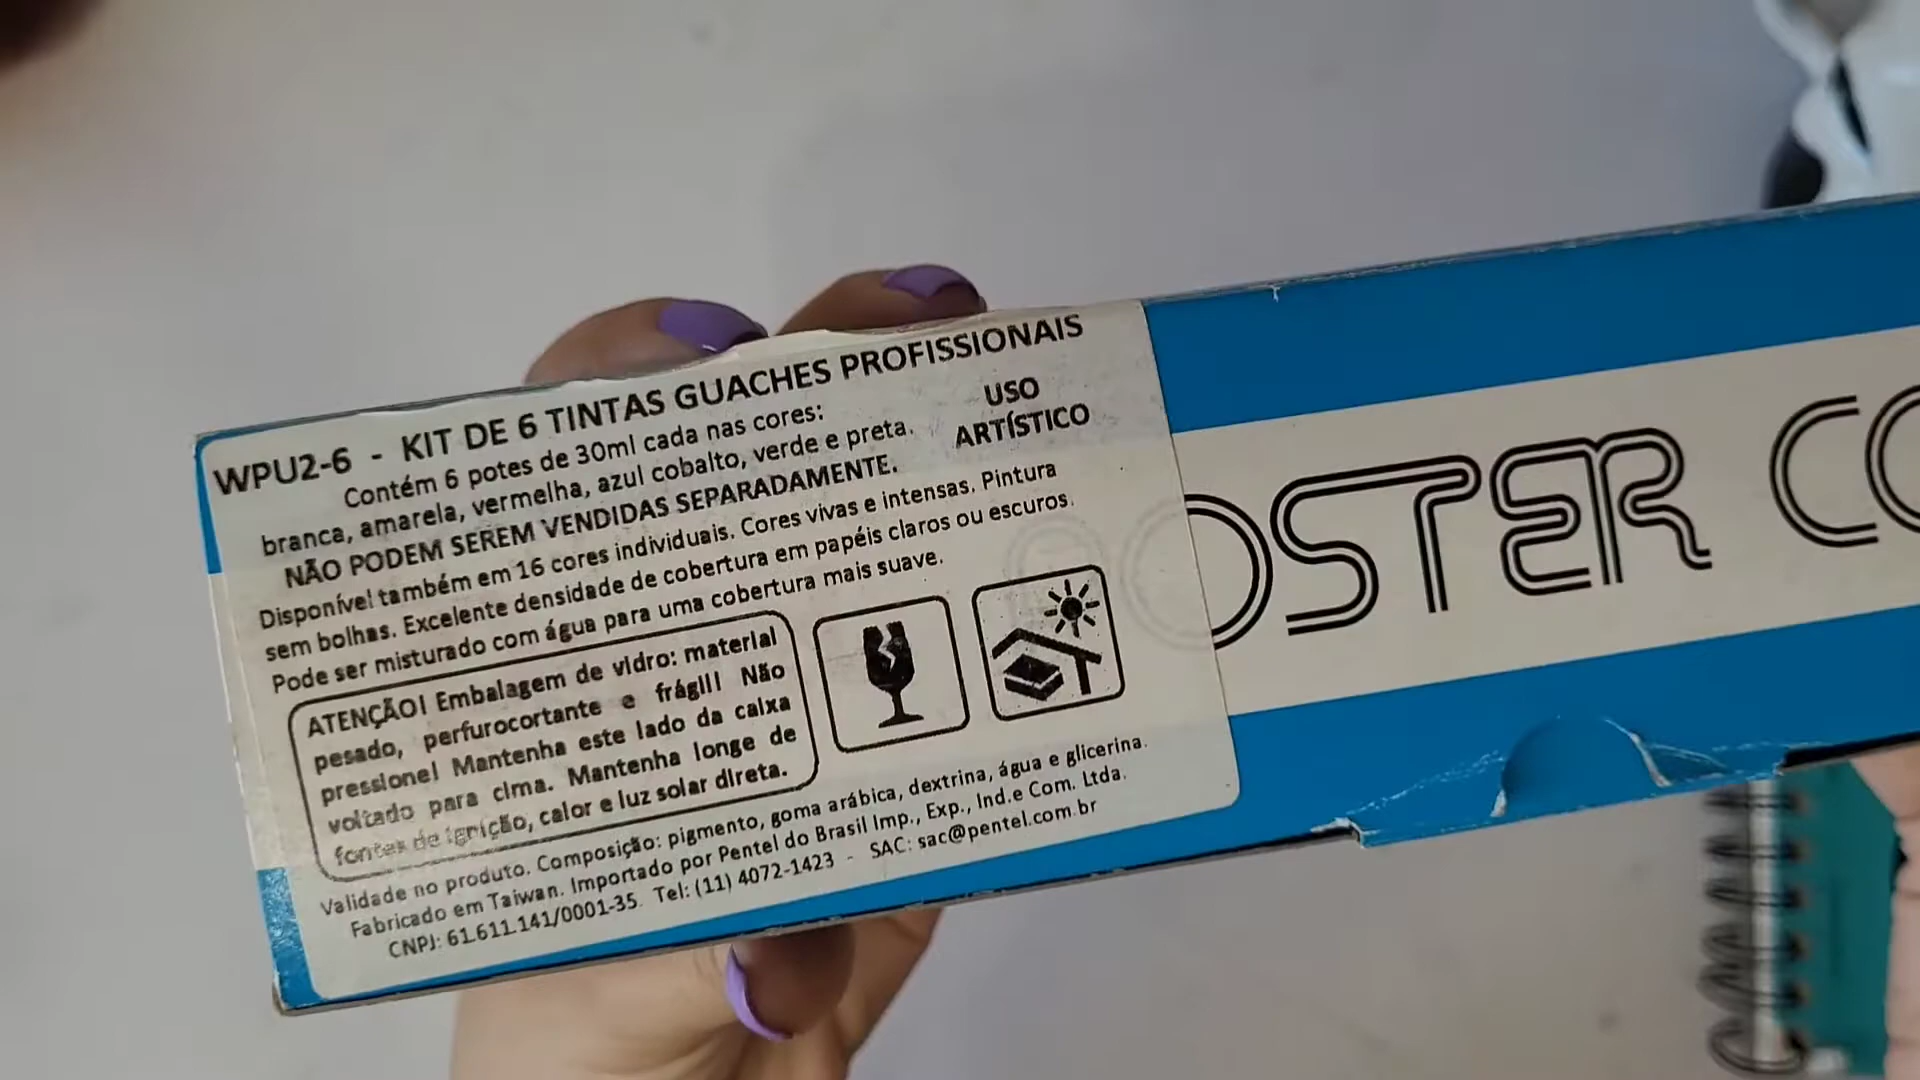 WPU2-6 - KIT DE 6 TINTAS GUACHES PROFISSIONAIS
Contém 6 potes de 30ml cada nas cores:
branca, amarela, vermelha, azul cobalto, verde e preta.
NÃO PODEM SEREM VENDIDAS SEPARADAMENTE.
USO
ARTÍSTICO
Disponível também em 16 cores individuais. Cores vivas e intensas. Pintura
sem bolhas. Excelente densidade de cobertura em papéis claros ou escuros.
Pode ser misturado com água para uma cobertura mais suave.
ATENÇÃO! Embalagem de vidro: material
pesado, perfurocortante e frágil! Não
pressione! Mantenha este lado da caixa
voltado para cima. Mantenha longe de
fontes de ignição, calor e luz solar direta.
Validade no produto. Composição: pigmento, goma arábica, dextrina, água e glicerina.
Fabricado em Taiwan. Importado por Pentel do Brasil Imp., Exp., Ind.e Com. Ltda.
CNPJ: 61.611.141/0001-35. Tel: (11) 4072-1423 - SAC: sac@pentel.com.br
OSTER CO